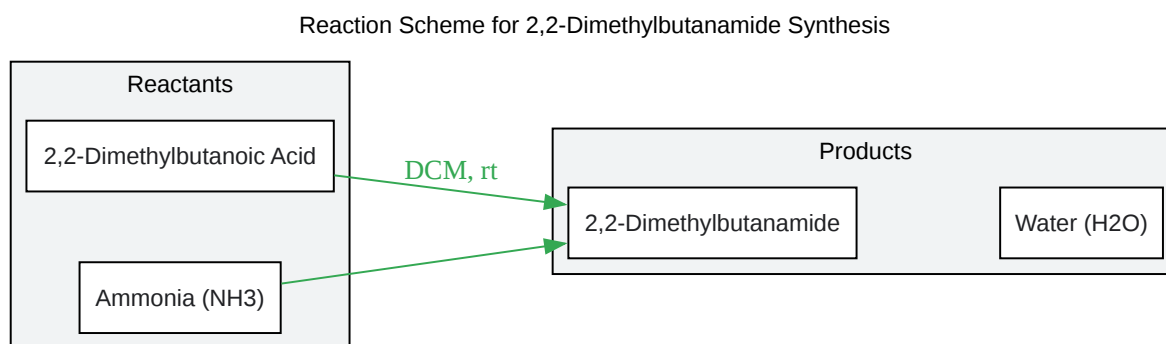 Reaction Scheme for 2,2-Dimethylbutanamide Synthesis
Reactants
2,2-Dimethylbutanoic Acid
Ammonia (NH3)
DCM, rt
Products
2,2-Dimethylbutanamide
Water (H2O)